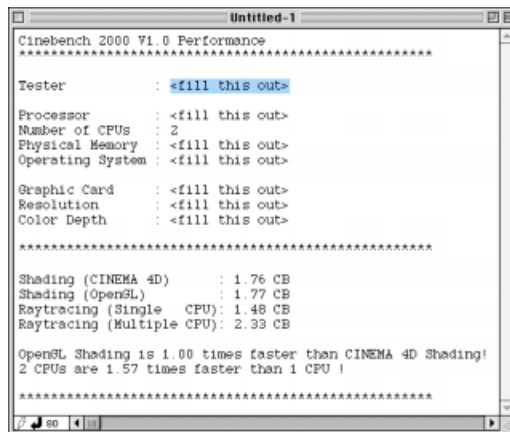 Untitled-1
Cinebench 2000 V1.0 Performance
****************************************************
Tester : <fill this out>
Processor : <fill this out>
Number of CPUs : 2
Physical Memory : <fill this out>
Operating System : <fill this out>
Graphic Card : <fill this out>
Resolution : <fill this out>
Color Depth : <fill this out>
****************************************************
Shading (CINEMA 4D) : 1.76 CB
Shading (OpenGL) : 1.77 CB
Raytracing (Single CPU): 1.48 CB
Raytracing (Multiple CPU): 2.33 CB
OpenGL Shading is 1.00 times faster than CINEMA 4D Shading!
2 CPUs are 1.57 times faster than 1 CPU !
****************************************************
80